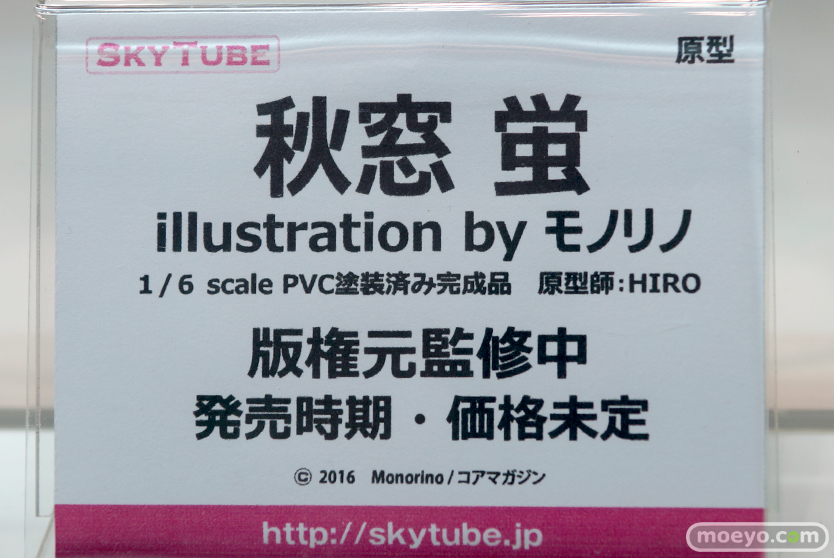 SKYTUBE 原型
秋窓 蛍
illustration by モノリノ
1/6 scale PVC塗装済み完成品 原型師:HIRO
版権元監修中
発売時期・価格未定
© 2016 Monorino/コアマガジン
http://skytube.jp
moeyo.com